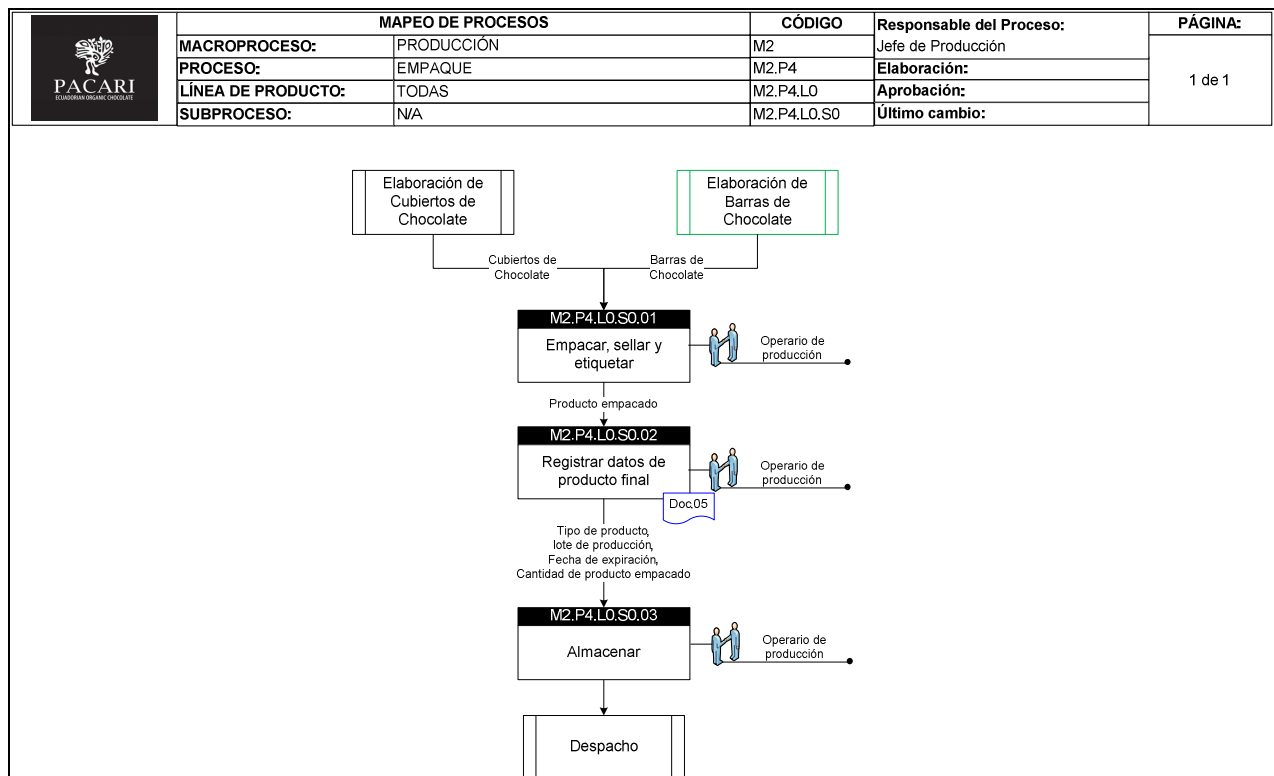 PACARI
ECUADORIAN ORGANIC CHOCOLATE
MAPEO DE PROCESOS
CÓDIGO
Responsable del Proceso:
PÁGINA:
MACROPROCESO:
PRODUCCIÓN
M2
Jefe de Producción
PROCESO:
EMPAQUE
M2.P4
Elaboración:
1 de 1
LÍNEA DE PRODUCTO:
TODAS
M2.P4.L0
Aprobación:
SUBPROCESO:
N/A
M2.P4.L0.S0
Último cambio:
Elaboración de
Cubiertos de
Chocolate
Elaboración de
Barras de
Chocolate
Cubiertos de
Chocolate
Barras de
Chocolate
M2.P4.L0.S0.01
Empacar, sellar y
etiquetar
Operario de
producción
Producto empacado
M2.P4.L0.S0.02
Registrar datos de
producto final
Operario de
producción
Doc.05
Tipo de producto,
lote de producción,
Fecha de expiración,
Cantidad de producto empacado
M2.P4.L0.S0.03
Almacenar
Operario de
producción
Despacho